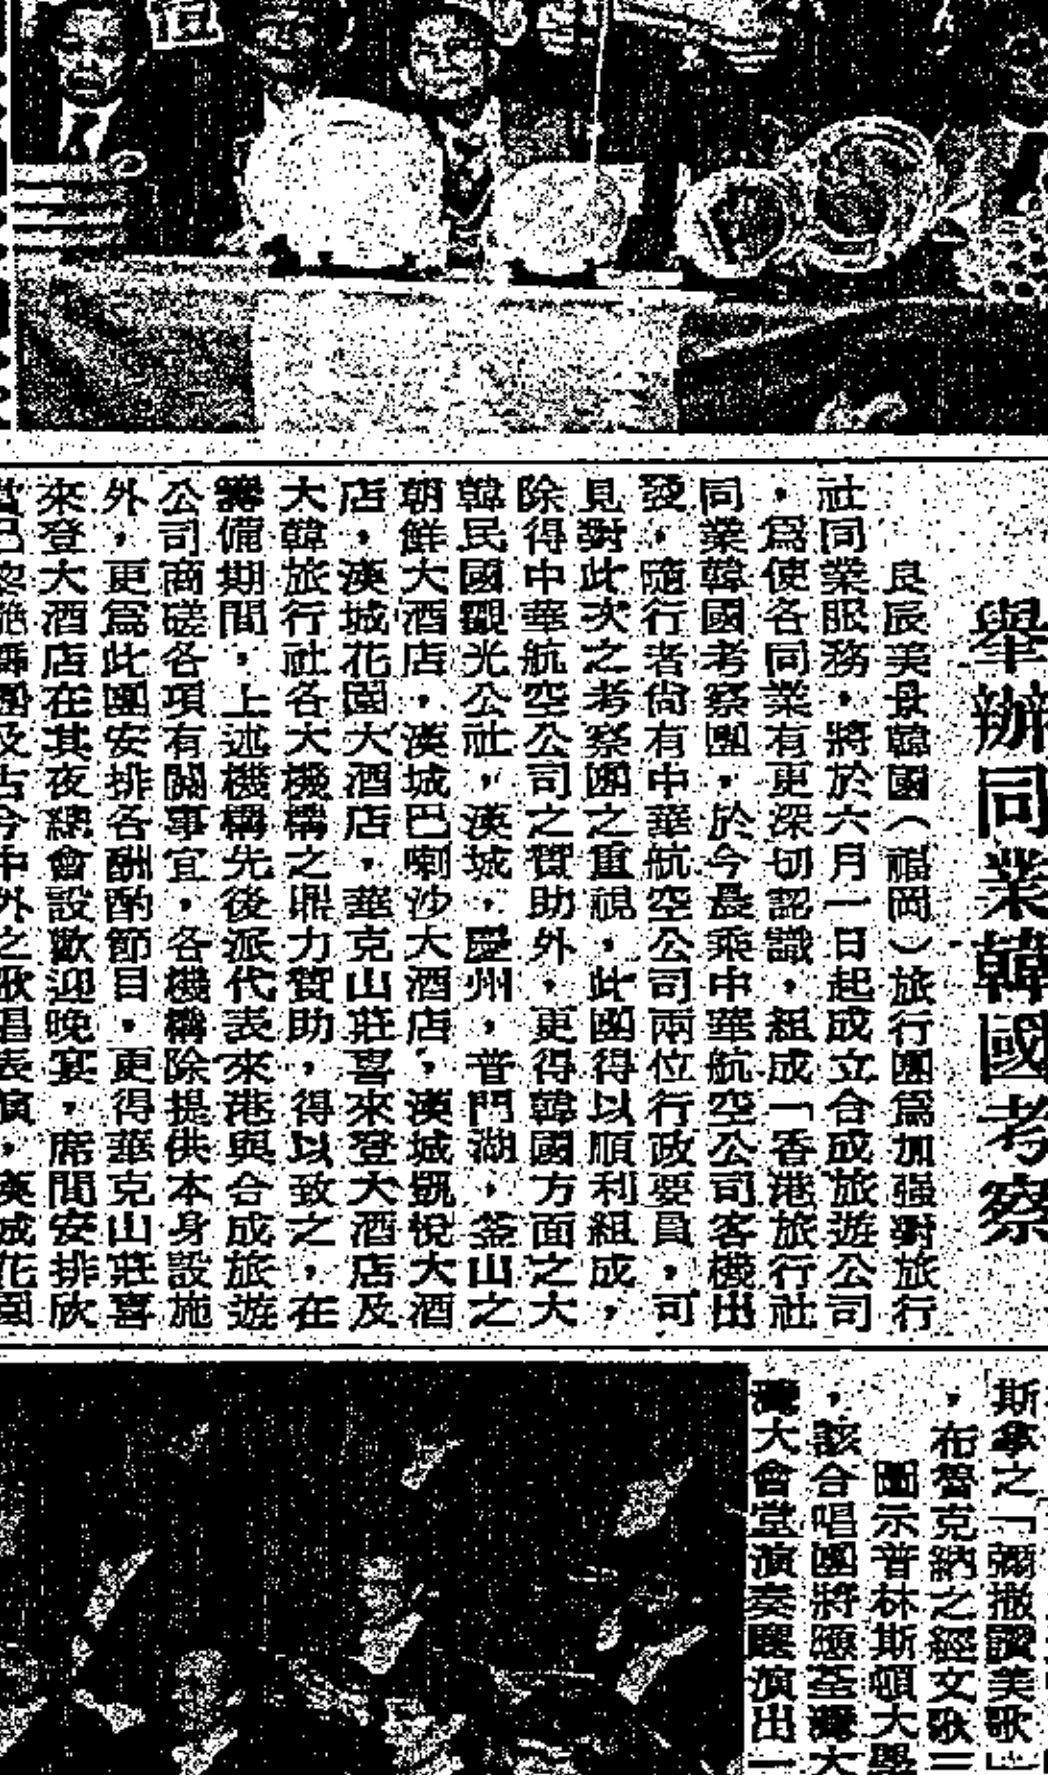 舉辦同業韓國考察
良辰美景韓國（福岡）旅行團爲加强對旅行
社同業服務，將於六月一日起成立合成旅遊公司
，爲使各同業有更深切認識，組成「香港旅行社
同業韓國考察團，於今晨乘中華航空公司客機出
發，隨行者尚有中華航空公司兩位行政要員，可
見對此次之考察團之重視，此團得以順利組成，
除得中華航空公司之贊助外，更得韓國方面之大
韓民國觀光公社，漢城，慶州，普門湖，釜山之
朝鮮大酒店，漢城巴喇沙大酒店，漢城凱悅大酒
店，漢城花園大酒店，華克山莊喜來登大酒店及
大韓旅行社各大機構之鼎力贊助，得以致之，在
籌備期間，上述機構先後派代表來港與合成旅遊
公司商磋各項有關事宜，各機構除提供本身設施
外，更爲此團安排各酬酌節目，更得華克山莊喜
來登大酒店在其夜總會設歡迎晚宴，席間安排欣
賞巴黎艷舞團及古今中外之歌唱表演，漢城花園
斯拿之「彌撒讚美歌」
，布魯克納之經文歌三
圖示普林斯頓大學
，該合唱團將應荃灣大
灣大會堂演奏廳演出一